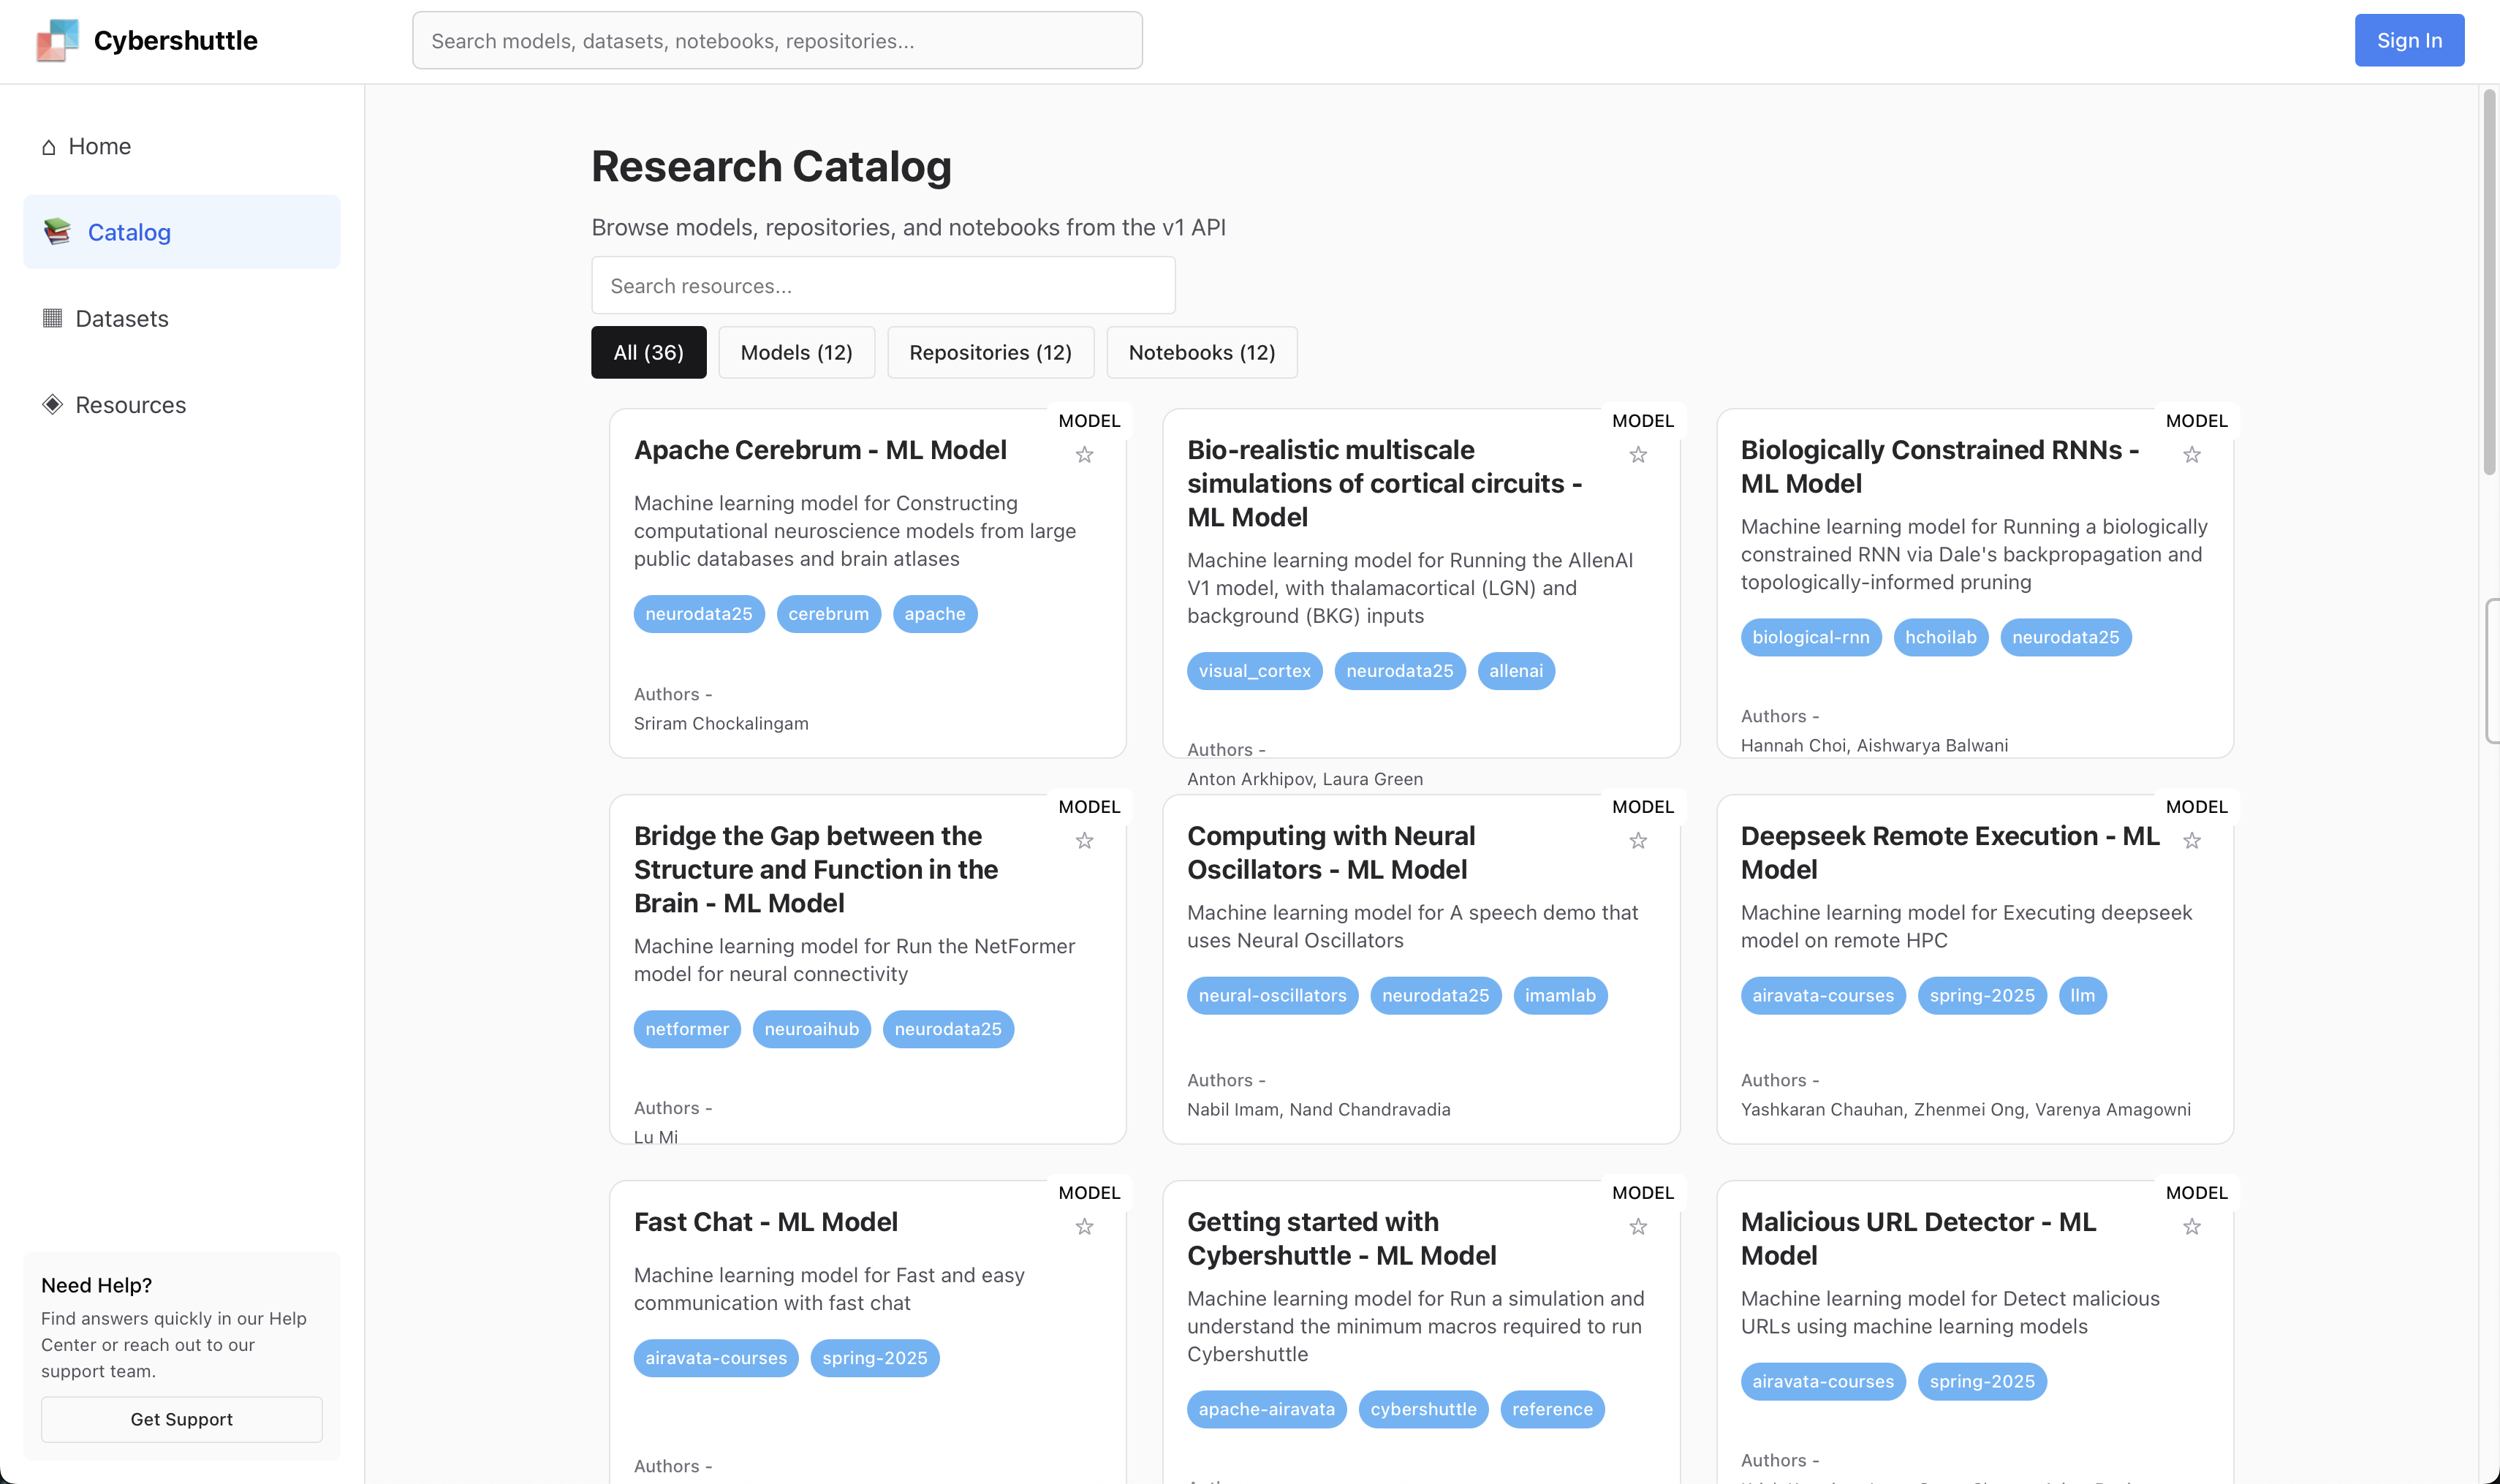 Cybershuttle
Search models, datasets, notebooks, repositories...
Sign In
Home
Catalog
Datasets
Resources
Need Help?
Find answers quickly in our Help
Center or reach out to our
support team.
Get Support
Research Catalog
Browse models, repositories, and notebooks from the v1 API
Search resources...
All (36)
Models (12)
Repositories (12)
Notebooks (12)
MODEL
Apache Cerebrum - ML Model
Machine learning model for Constructing
computational neuroscience models from large
public databases and brain atlases
neurodata25 cerebrum apache
Authors -
Sriram Chockalingam
MODEL
Bio-realistic multiscale
simulations of cortical circuits -
ML Model
Machine learning model for Running the AllenAI
V1 model, with thalamacortical (LGN) and
background (BKG) inputs
visual_cortex neurodata25 allenai
Authors -
Anton Arkhipov, Laura Green
MODEL
Biologically Constrained RNNs -
ML Model
Machine learning model for Running a biologically
constrained RNN via Dale's backpropagation and
topologically-informed pruning
biological-rnn hchoilab neurodata25
Authors -
Hannah Choi, Aishwarya Balwani
MODEL
Bridge the Gap between the
Structure and Function in the
Brain - ML Model
Machine learning model for Run the NetFormer
model for neural connectivity
netformer neuroaihub neurodata25
Authors -
Lu Mi
MODEL
Computing with Neural
Oscillators - ML Model
Machine learning model for A speech demo that
uses Neural Oscillators
neural-oscillators neurodata25 imamlab
Authors -
Nabil Imam, Nand Chandravadia
MODEL
Deepseek Remote Execution - ML
Model
Machine learning model for Executing deepseek
model on remote HPC
airavata-courses spring-2025 llm
Authors -
Yashkaran Chauhan, Zhenmei Ong, Varenya Amagowni
MODEL
Fast Chat - ML Model
Machine learning model for Fast and easy
communication with fast chat
airavata-courses spring-2025
Authors -
MODEL
Getting started with
Cybershuttle - ML Model
Machine learning model for Run a simulation and
understand the minimum macros required to run
Cybershuttle
apache-airavata cybershuttle reference
MODEL
Malicious URL Detector - ML
Model
Machine learning model for Detect malicious
URLs using machine learning models
airavata-courses spring-2025
Authors -